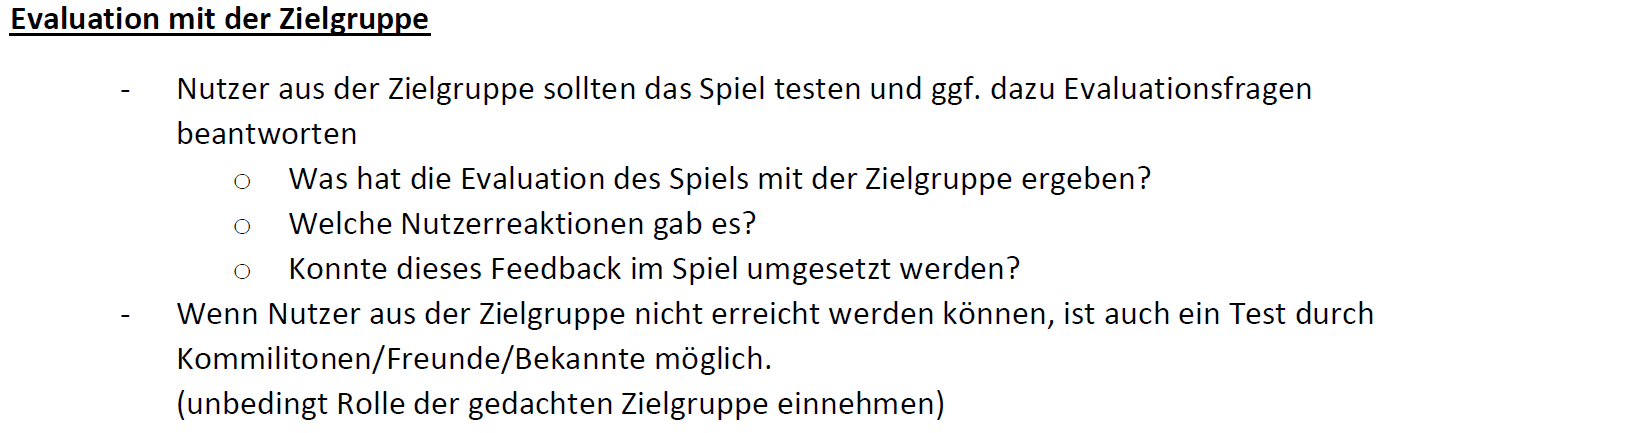 Evaluation mit der Zielgruppe
- Nutzer aus der Zielgruppe sollten das Spiel testen und ggf. dazu Evaluationsfragen
beantworten
o Was hat die Evaluation des Spiels mit der Zielgruppe ergeben?
o Welche Nutzerreaktionen gab es?
o Konnte dieses Feedback im Spiel umgesetzt werden?
- Wenn Nutzer aus der Zielgruppe nicht erreicht werden können, ist auch ein Test durch
Kommilitonen/Freunde/Bekannte möglich.
(unbedingt Rolle der gedachten Zielgruppe einnehmen)